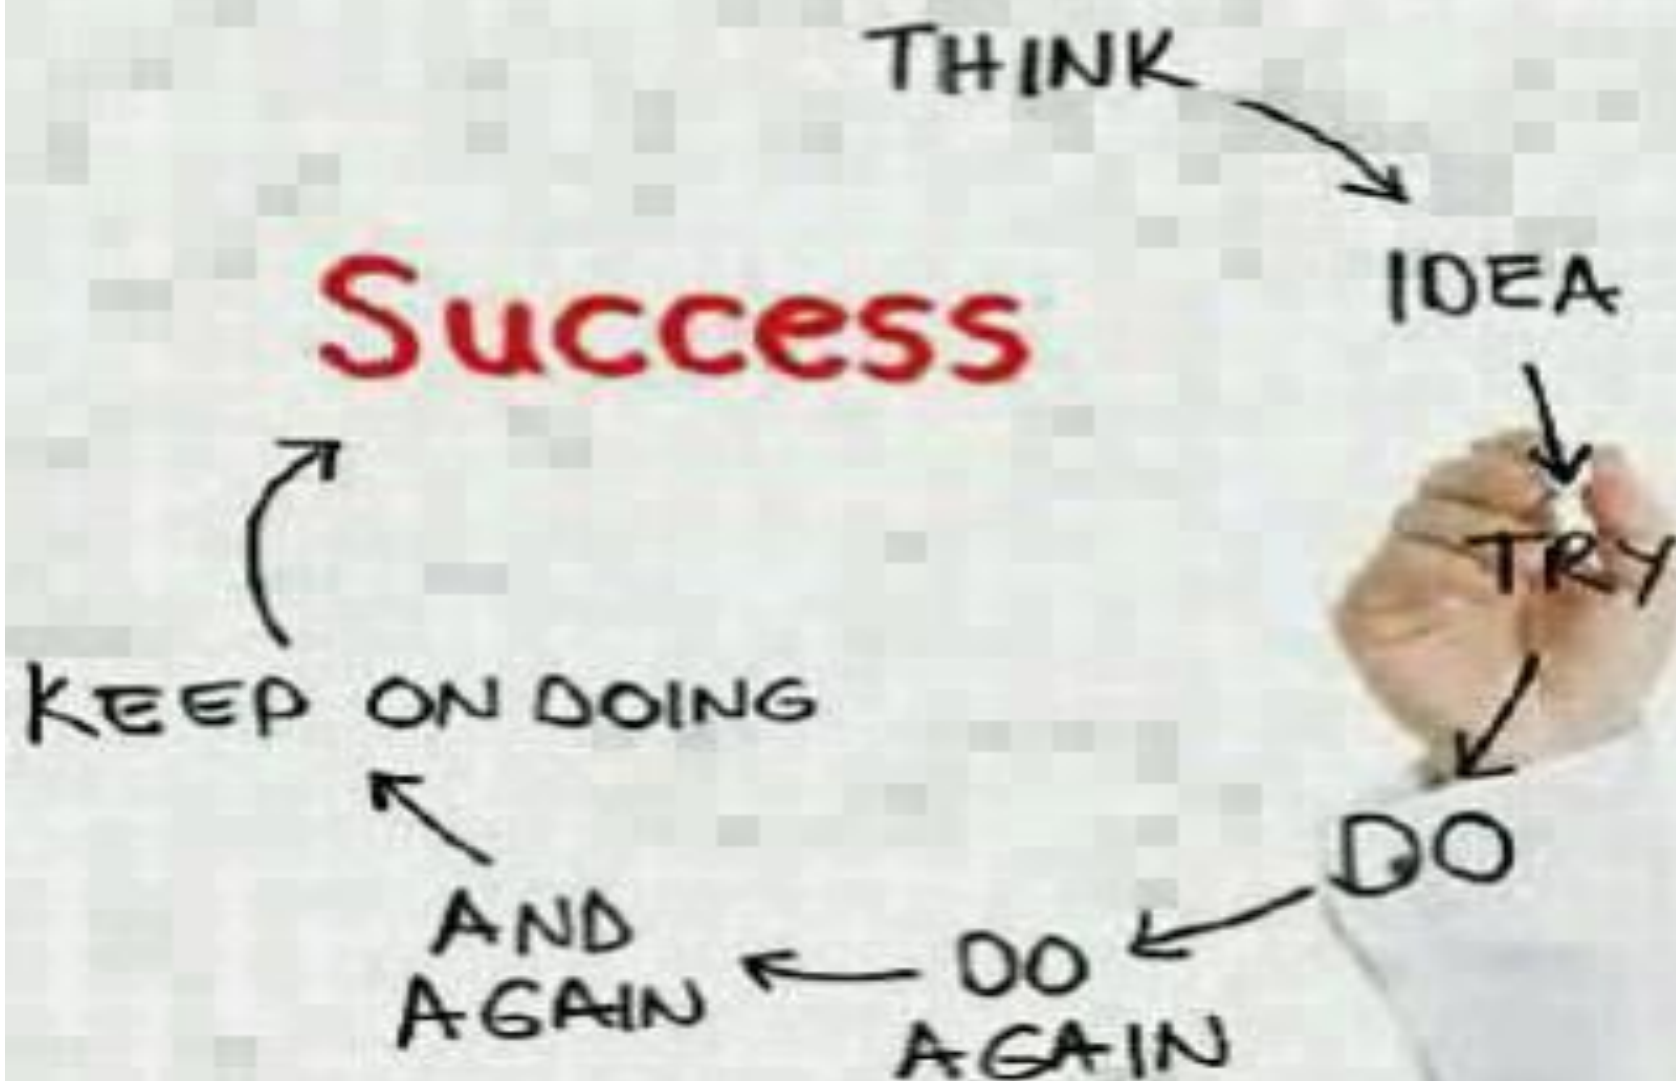 THINK
IDEA
TRY
DO
DO
AGAIN
AND
AGAIN
KEEP ON DOING
Success